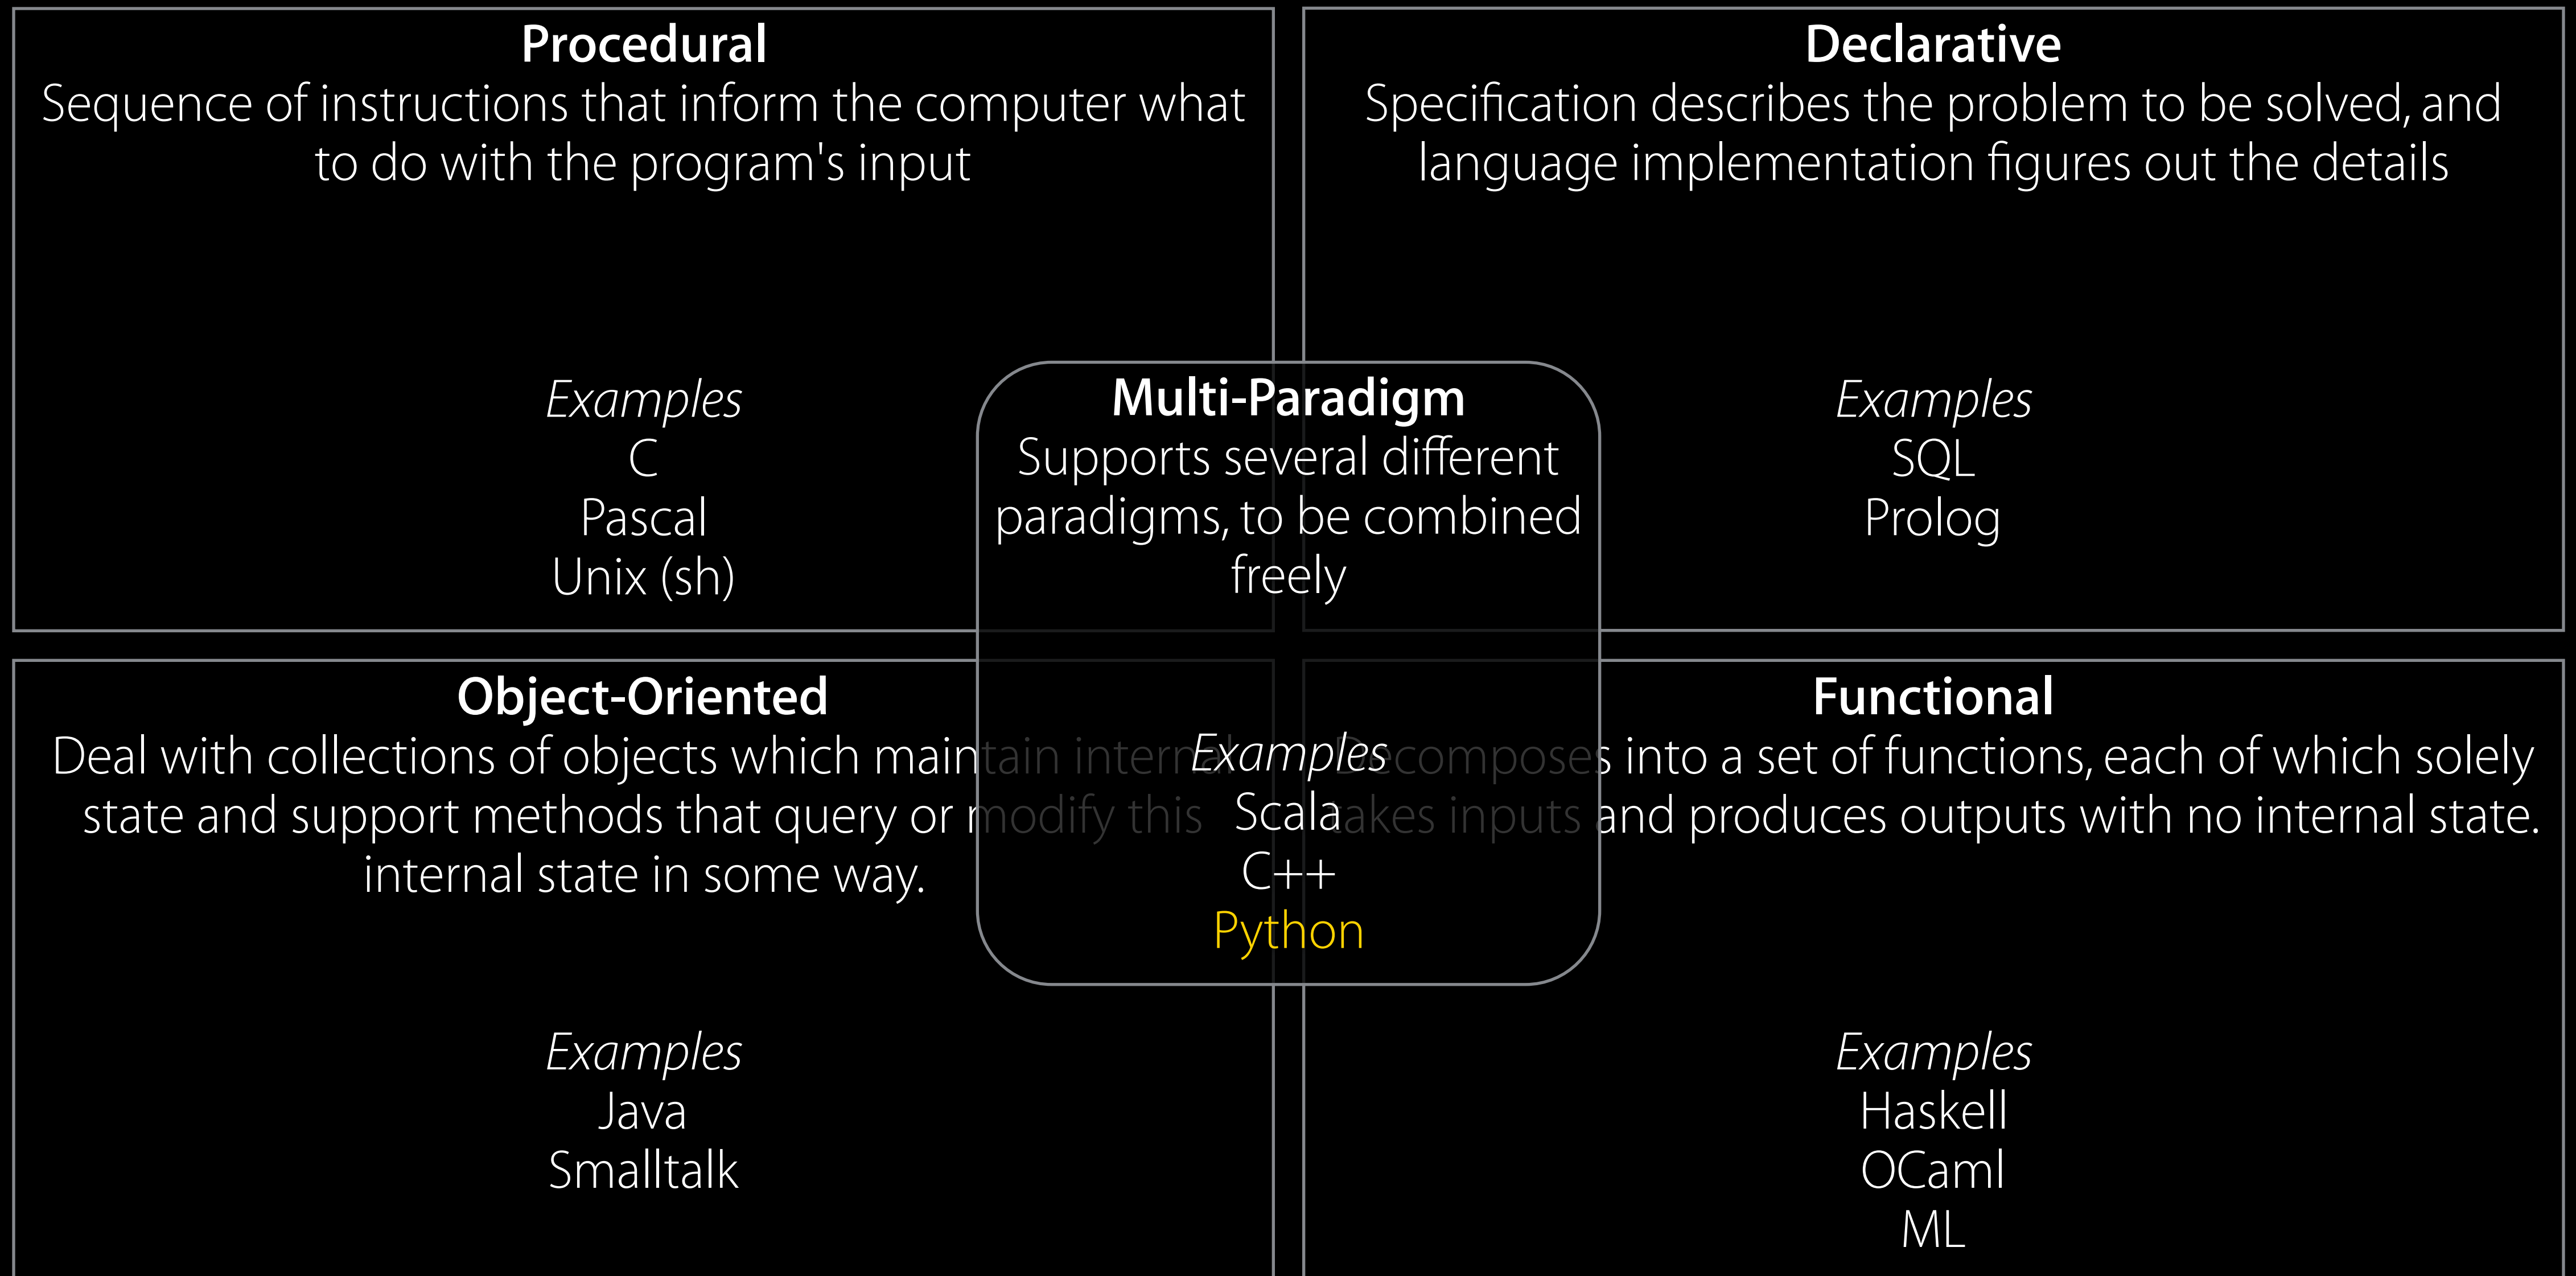 Procedural
Sequence of instructions that inform the computer what
to do with the program's input
Examples
C
Pascal
Unix (sh)
Declarative
Specification describes the problem to be solved, and
language implementation figures out the details
Examples
SQL
Prolog
Multi-Paradigm
Supports several different
paradigms, to be combined
freely
Examples
Scala
C++
Python
Object-Oriented
Deal with collections of objects which maintain internal
state and support methods that query or modify this
internal state in some way.
Examples
Java
Smalltalk
Functional
Decomposes into a set of functions, each of which solely
takes inputs and produces outputs with no internal state.
Examples
Haskell
OCaml
ML